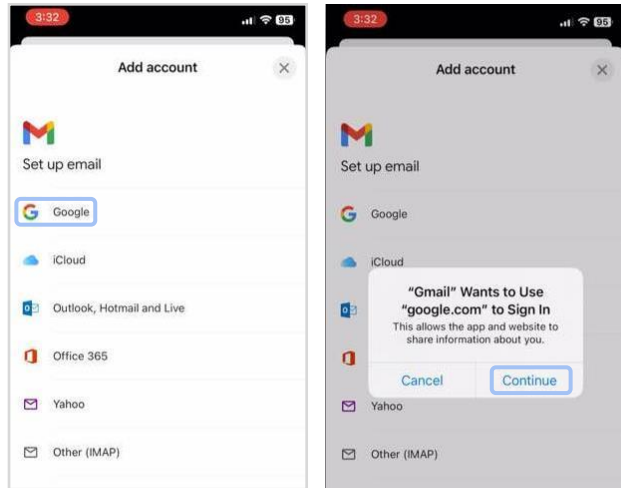 3:32
95
Add account
Set up email
Google
iCloud
Outlook, Hotmail and Live
Office 365
Yahoo
Other (IMAP)
3:32
95
Add account
Set up email
Google
iCloud
"Gmail" Wants to Use
"google.com" to Sign In
This allows the app and website to
share information about you.
Cancel
Continue
Yahoo
Other (IMAP)